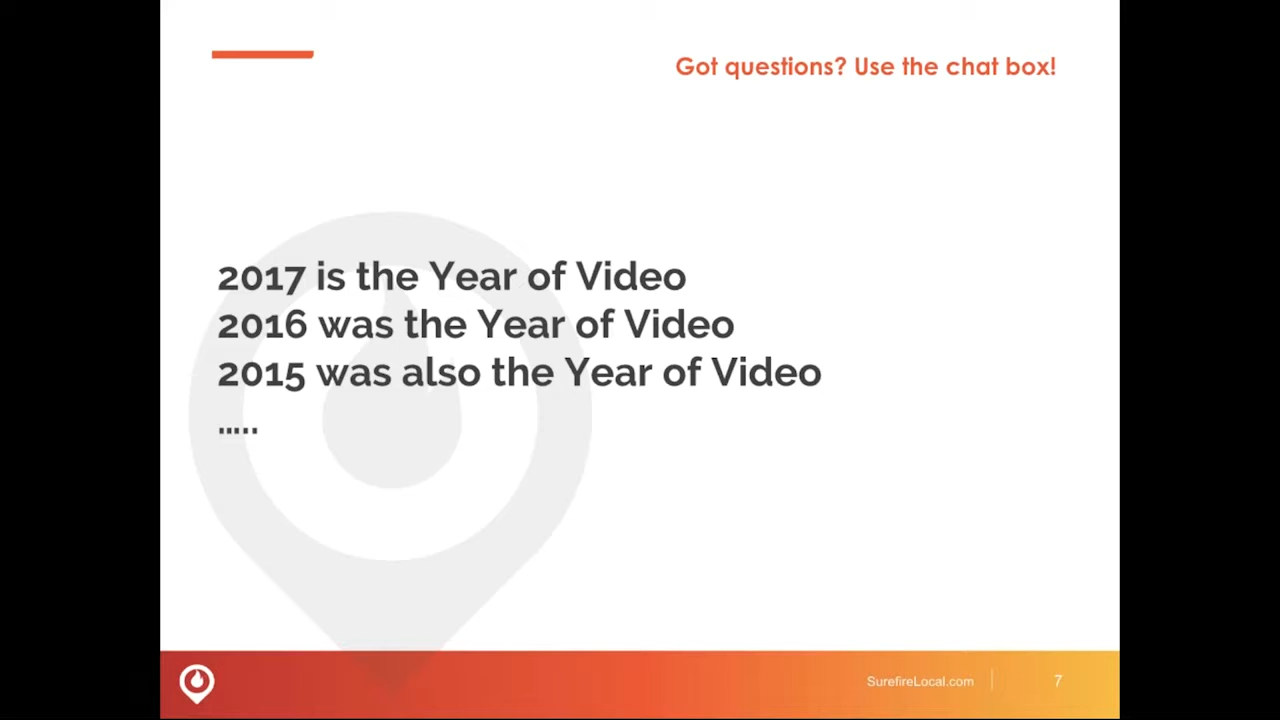 Got questions? Use the chat box!
2017 is the Year of Video
2016 was the Year of Video
2015 was also the Year of Video
.....
SurefireLocal.com
7